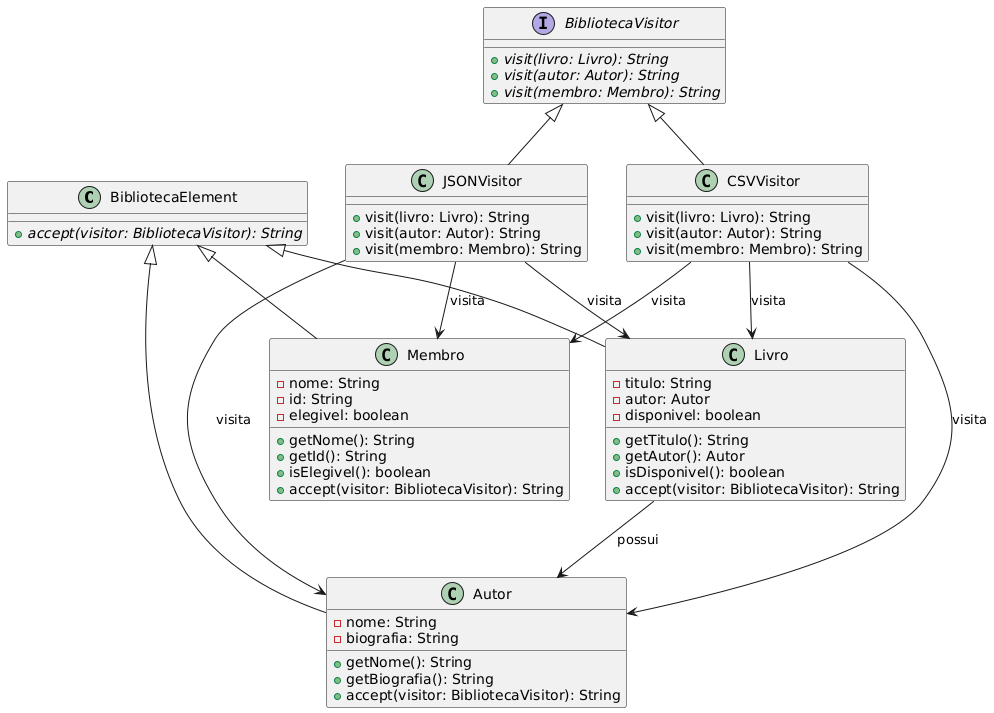 I BibliotecaVisitor
visit(livro: Livro): String
visit(autor: Autor): String
visit(membro: Membro): String
C BibliotecaElement
accept(visitor: BibliotecaVisitor): String
C JSONVisitor
visit(livro: Livro): String
visit(autor: Autor): String
visit(membro: Membro): String
C CSVVisitor
visit(livro: Livro): String
visit(autor: Autor): String
visit(membro: Membro): String
visita
visita
visita
visita
C Membro
nome: String
id: String
elegivel: boolean
getNome(): String
getId(): String
isElegivel(): boolean
accept(visitor: BibliotecaVisitor): String
C Livro
titulo: String
autor: Autor
disponivel: boolean
getTitulo(): String
getAutor(): Autor
isDisponivel(): boolean
accept(visitor: BibliotecaVisitor): String
visita
visita
possui
C Autor
nome: String
biografia: String
getNome(): String
getBiografia(): String
accept(visitor: BibliotecaVisitor): String